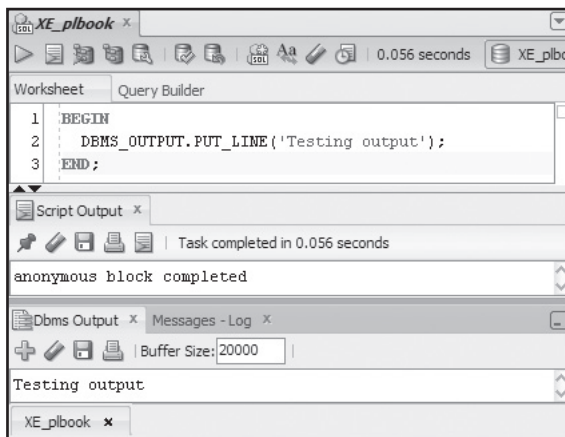 XE_plbook x
SQL Aa 0.056 seconds XE_plbo
Worksheet Query Builder
1 BEGIN
2 DBMS_OUTPUT.PUT_LINE('Testing output');
3 END;
Script Output x
Task completed in 0.056 seconds
anonymous block completed
Dbms Output x Messages - Log x
Buffer Size: 20000
Testing output
XE_plbook x